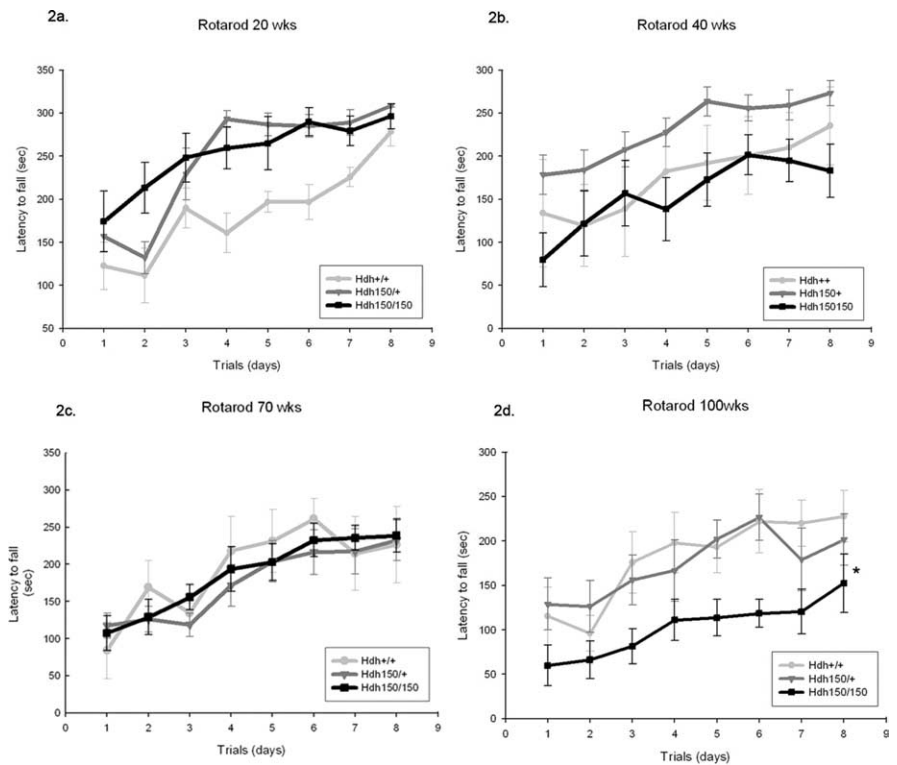 2a.
Rotarod 20 wks
350
300
250
200
150
100
50
Latency to fall (sec)
0 1 2 3 4 5 6 7 8 9
Trials (days)
Hdh+/+
Hdh150/+
Hdh150/150
2b.
Rotarod 40 wks
300
250
200
150
100
50
0
Latency to fall (sec)
0 1 2 3 4 5 6 7 8 9
Trials (days)
Hdh++
Hdh150+
Hdh150150
2c.
Rotarod 70 wks
350
300
250
200
150
100
50
0
Latency to fall
(sec)
0 1 2 3 4 5 6 7 8 9
Trials (days)
Hdh+/+
Hdh150/+
Hdh150/150
2d.
Rotarod 100wks
300
250
200
150
100
50
0
Latency to fall (sec)
0 1 2 3 4 5 6 7 8 9
Trials (days)
*
Hdh+/+
Hdh150/+
Hdh150/150